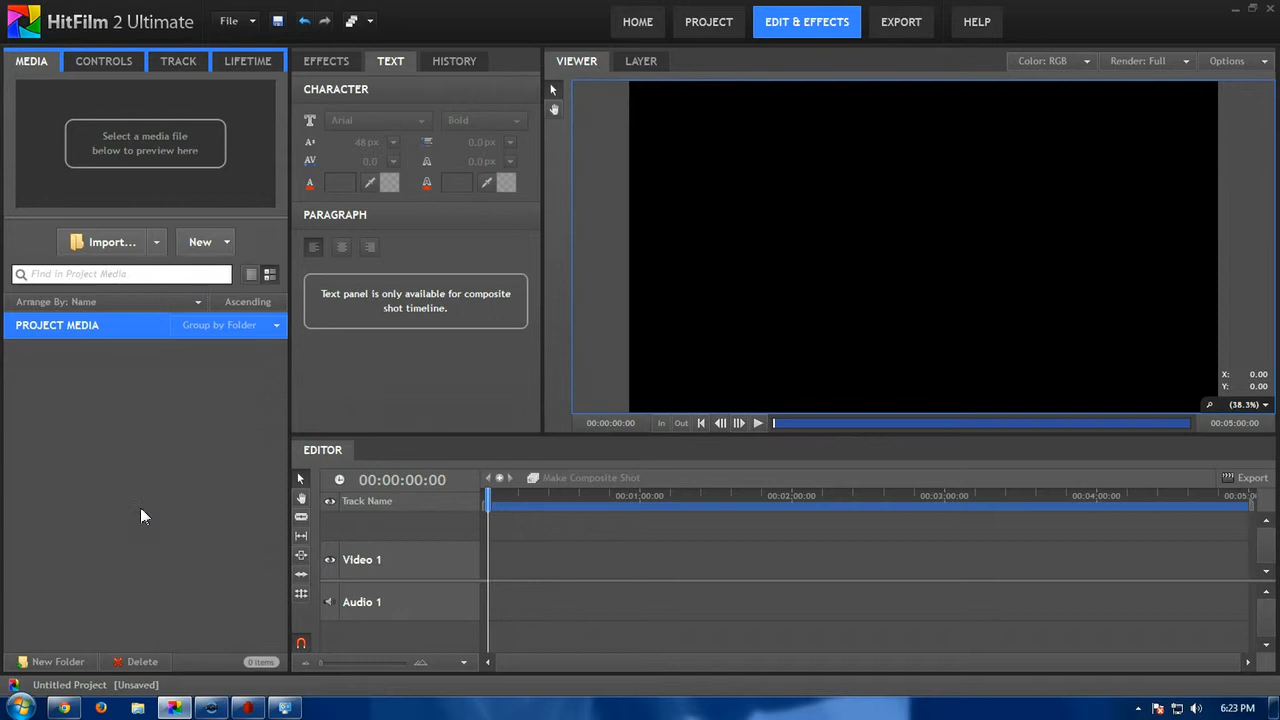 HitFilm 2 Ultimate
File
HOME
PROJECT
EDIT & EFFECTS
EXPORT
HELP
MEDIA
CONTROLS
TRACK
LIFETIME
Select a media file
below to preview here
Import...
New
Find in Project Media
Arrange By: Name
Ascending
PROJECT MEDIA
Group by Folder
New Folder
Delete
0 items
EFFECTS
TEXT
HISTORY
CHARACTER
Arial
Bold
48 px
0.0 px
0.0
0.0 px
PARAGRAPH
Text panel is only available for composite
shot timeline.
VIEWER
LAYER
Color: RGB
Render: Full
Options
X: 0.00
Y: 0.00
(38.3%)
00:00:00:00
In
Out
00:05:00:00
EDITOR
00:00:00:00
Make Composite Shot
Export
Track Name
00:01:00:00
00:02:00:00
00:03:00:00
00:04:00:00
00:05:0
Video 1
Audio 1
Untitled Project [Unsaved]
6:23 PM